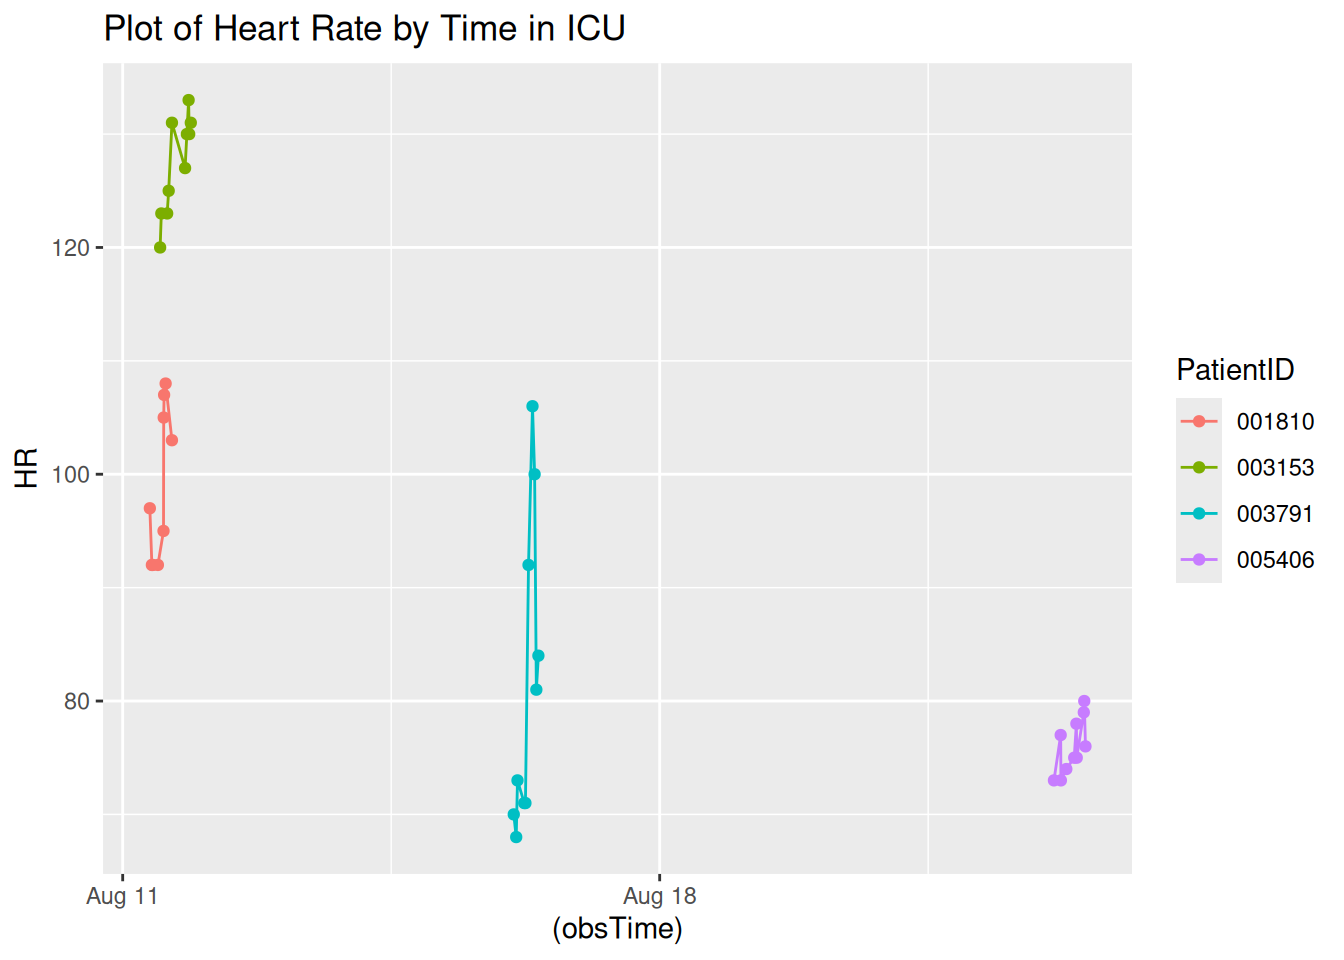 Plot of Heart Rate by Time in ICU
120
100
80
HR
Aug 11
Aug 18
(obsTime)
PatientID
001810
003153
003791
005406